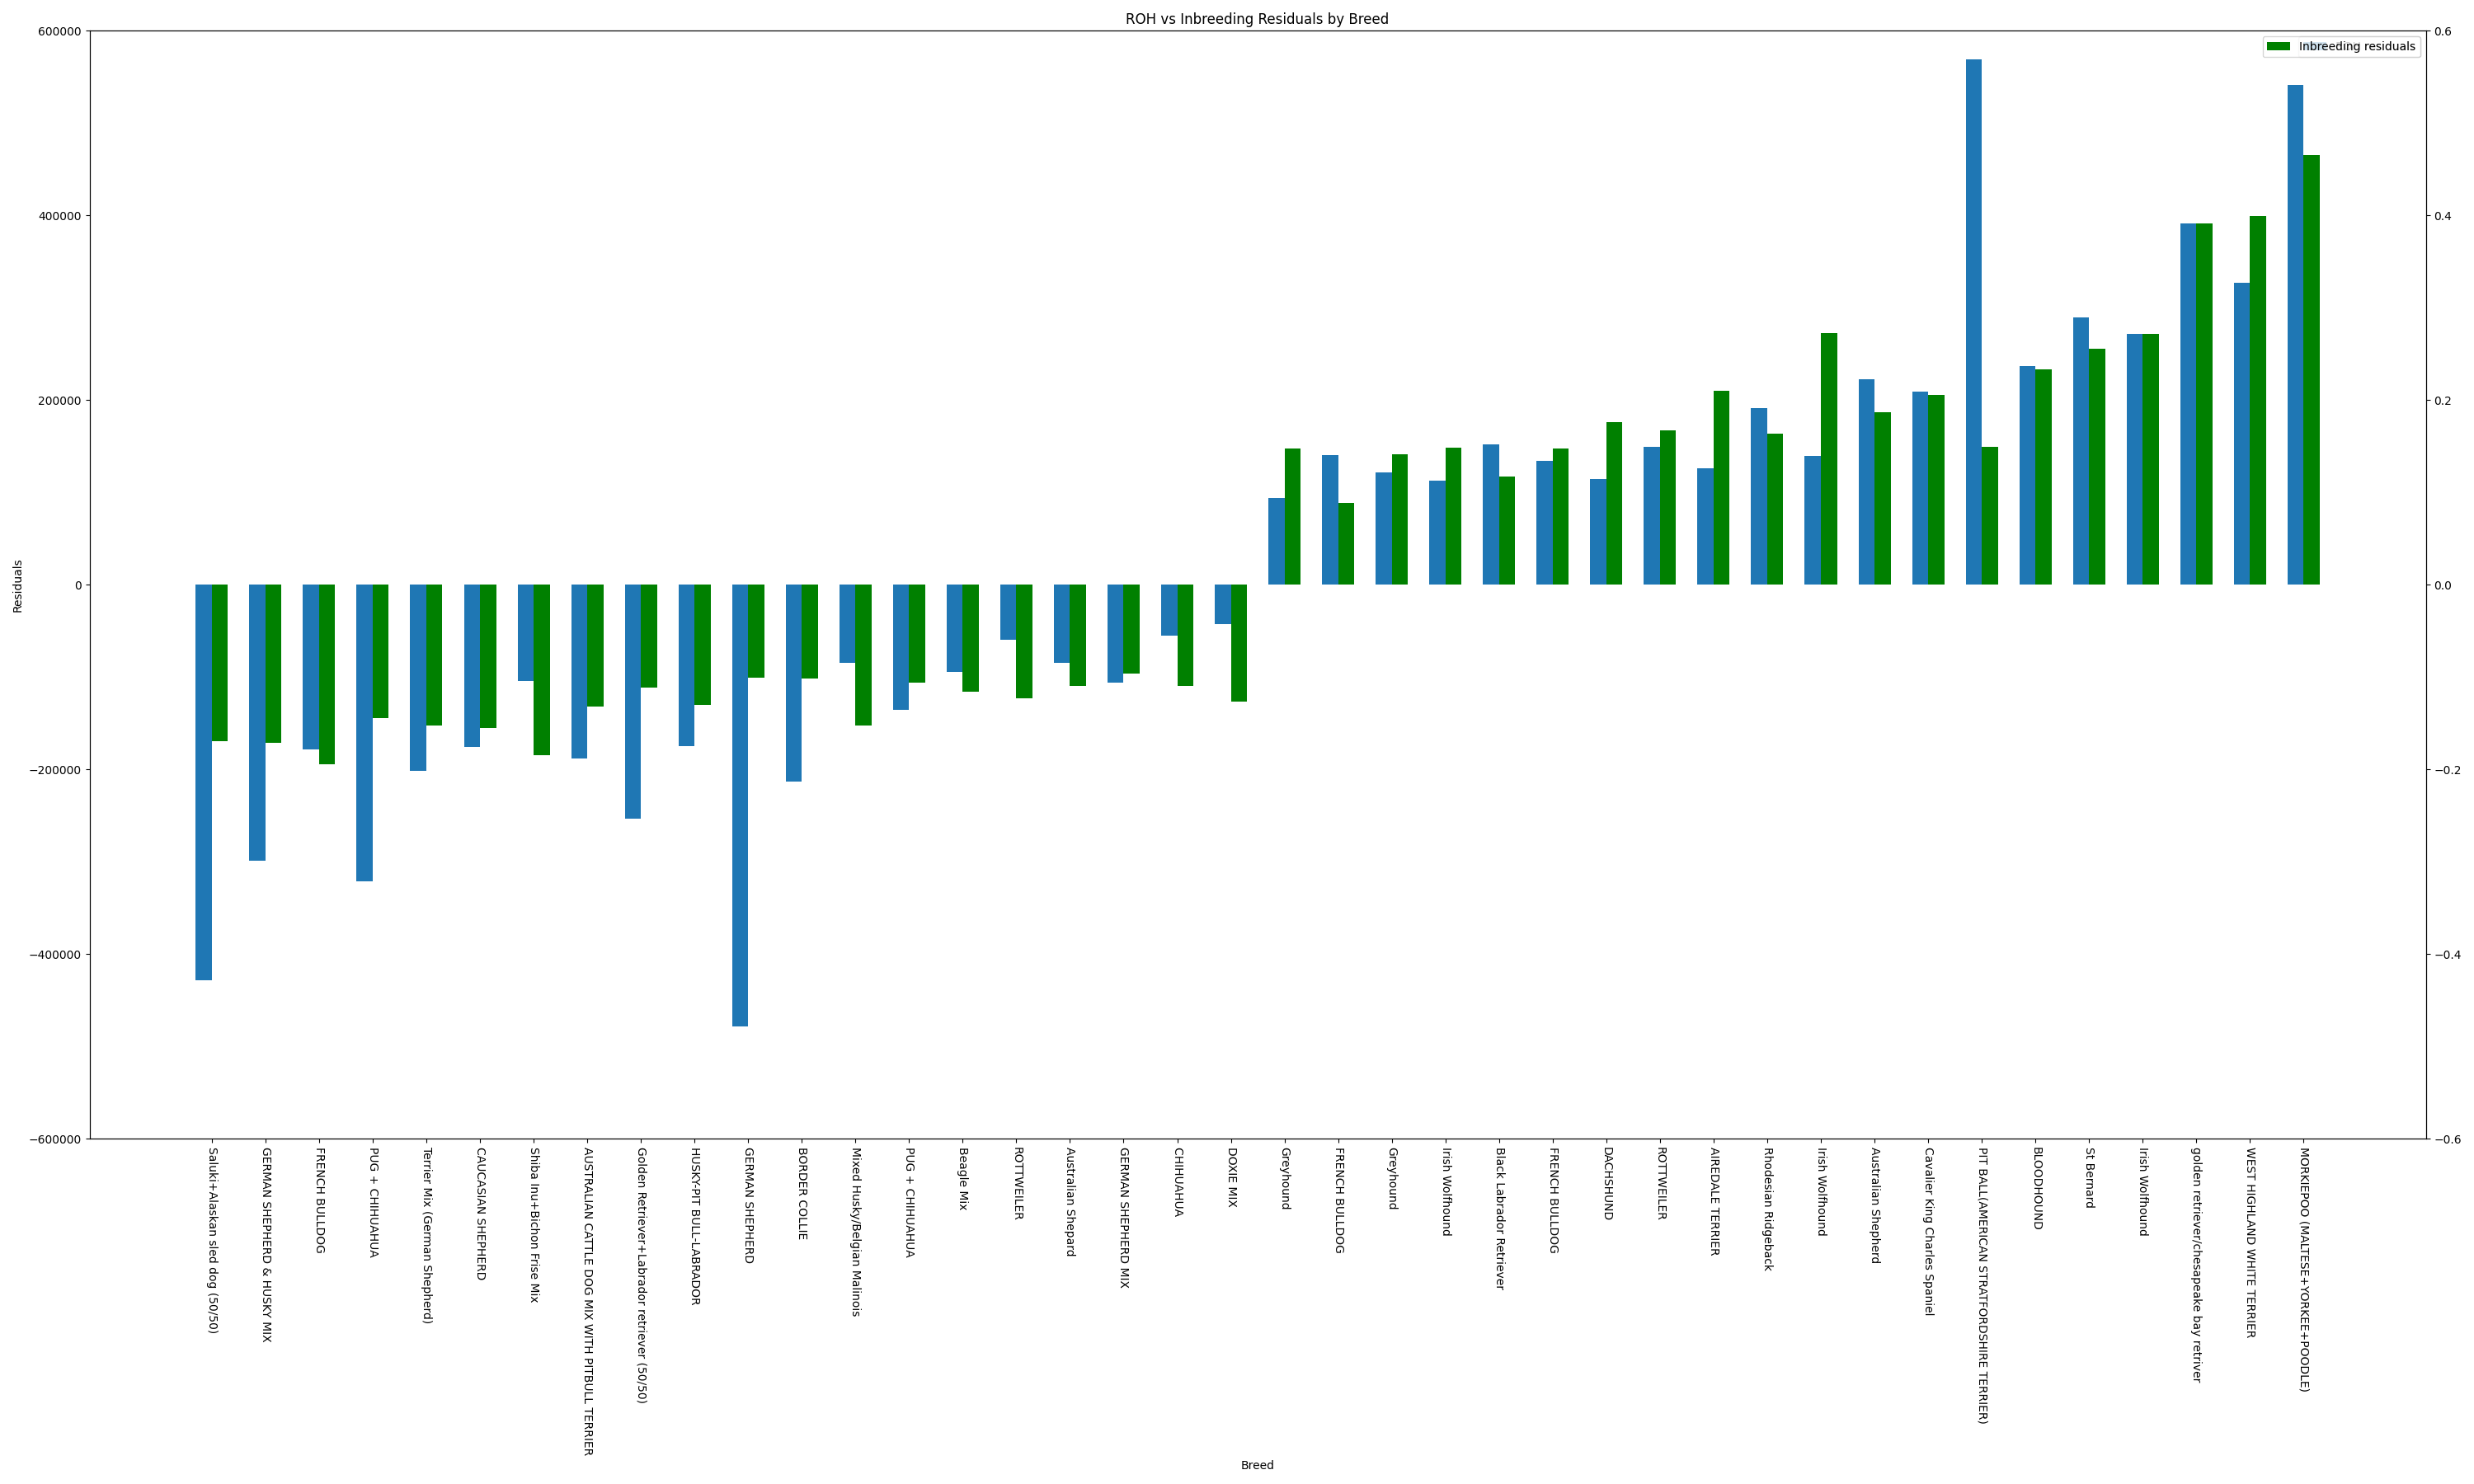 ROH vs Inbreeding Residuals by Breed
Inbreeding residuals
600000
400000
200000
0
−200000
−400000
−600000
0.6
0.4
0.2
0.0
−0.2
−0.4
−0.6
Residuals
Saluki+Alaskan sled dog (50/50)
GERMAN SHEPHERD & HUSKY MIX
FRENCH BULLDOG
PUG + CHIHUAHUA
Terrier Mix (German Shepherd)
CAUCASIAN SHEPHERD
Shiba Inu+Bichon Frise Mix
AUSTRALIAN CATTLE DOG MIX WITH PITBULL TERRIER
Golden Retriever+Labrador retriever (50/50)
HUSKY-PIT BULL-LABRADOR
GERMAN SHEPHERD
BORDER COLLIE
Mixed Husky/Belgian Malinois
PUG + CHIHUAHUA
Beagle Mix
ROTTWEILER
Australian Shepard
GERMAN SHEPHERD MIX
CHIHUAHUA
DOXIE MIX
Greyhound
FRENCH BULLDOG
Greyhound
Irish Wolfhound
Black Labrador Retriever
FRENCH BULLDOG
DACHSHUND
ROTTWEILER
AIREDALE TERRIER
Rhodesian Ridgeback
Irish Wolfhound
Australian Shepherd
Cavalier King Charles Spaniel
PIT BALL(AMERICAN STRATFORDSHIRE TERRIER)
BLOODHOUND
St Bernard
Irish Wolfhound
golden retriever/chesapeake bay retriver
WEST HIGHLAND WHITE TERRIER
MORKIEPOO (MALTESE+YORKEE+POODLE)
Breed